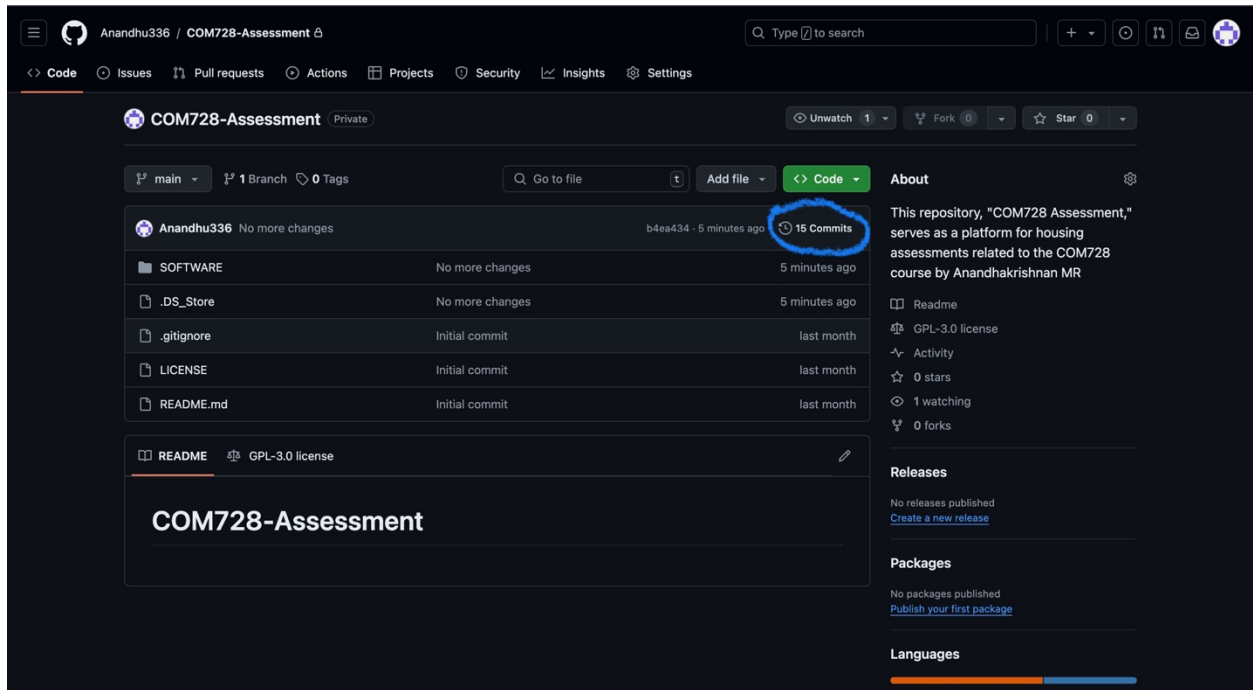 Anandhu336 / COM728-Assessment
Type / to search
Code
Issues
Pull requests
Actions
Projects
Security
Insights
Settings
COM728-Assessment Private
Unwatch 1
Fork 0
Star 0
main
1 Branch
0 Tags
Go to file t
Add file
Code
Anandhu336 No more changes b4ea434 · 5 minutes ago 15 Commits
SOFTWARE No more changes 5 minutes ago
.DS_Store No more changes 5 minutes ago
.gitignore Initial commit last month
LICENSE Initial commit last month
README.md Initial commit last month
README
GPL-3.0 license
COM728-Assessment
About
This repository, "COM728 Assessment,"
serves as a platform for housing
assessments related to the COM728
course by Anandhakrishnan MR
Readme
GPL-3.0 license
Activity
0 stars
1 watching
0 forks
Releases
No releases published
Create a new release
Packages
No packages published
Publish your first package
Languages